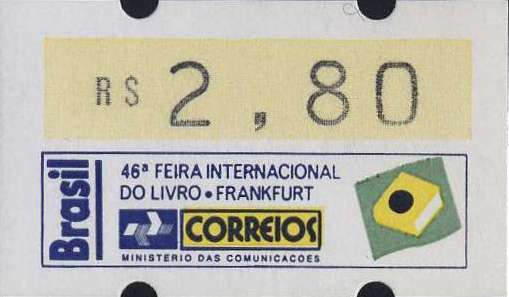 R$ 2,80
Brasil
46ª FEIRA INTERNACIONAL
DO LIVRO • FRANKFURT
CORREIOS
MINISTERIO DAS COMUNICACOES